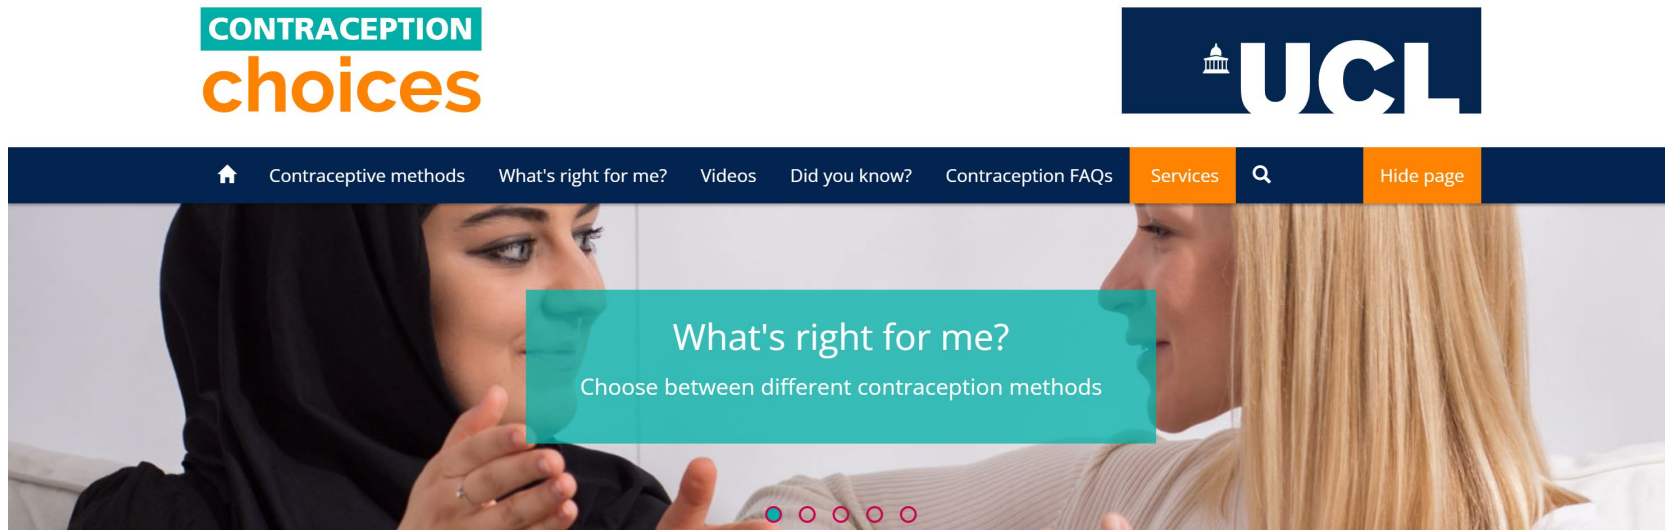 CONTRACEPTION
choices
UCL
Contraceptive methods What's right for me? Videos Did you know? Contraception FAQs Services Hide page
What's right for me?
Choose between different contraception methods